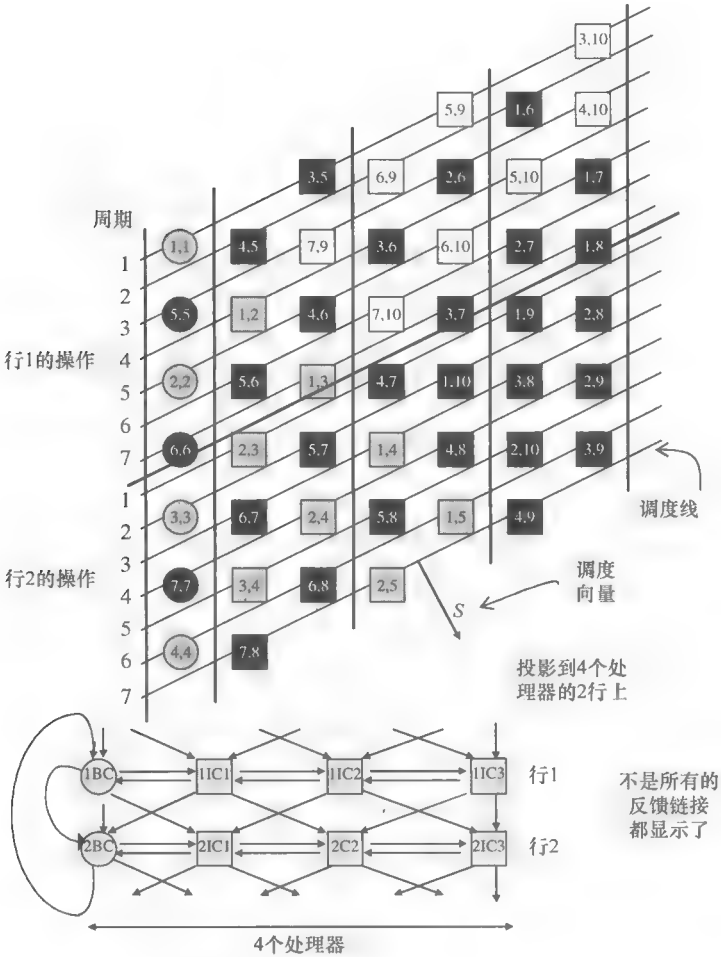 3,10
5,9 1,6 4,10
3,5 6,9 2,6 5,10 1,7
周期
1,1 4,5 7,9 3,6 6,10 2,7 1,8
1
2
5,5 1,2 4,6 7,10 3,7 1,9 2,8
3
行1的操作 4
2,2 5,6 1,3 4,7 1,10 3,8 2,9
5
6
6,6 2,3 5,7 1,4 4,8 2,10 3,9
7
1
调度线
3,3 6,7 2,4 5,8 1,5 4,9
2
3
7,7 3,4 6,8 2,5
行2的操作 4
调度
向量
S
5
4,4 7,8
6
7
投影到4个处
理器的2行上
1BC 1IC1 1IC2 1IC3 行1
2BC 2IC1 2C2 2IC3 行2
不是所有的
反馈链接
都显示了
4个处理器